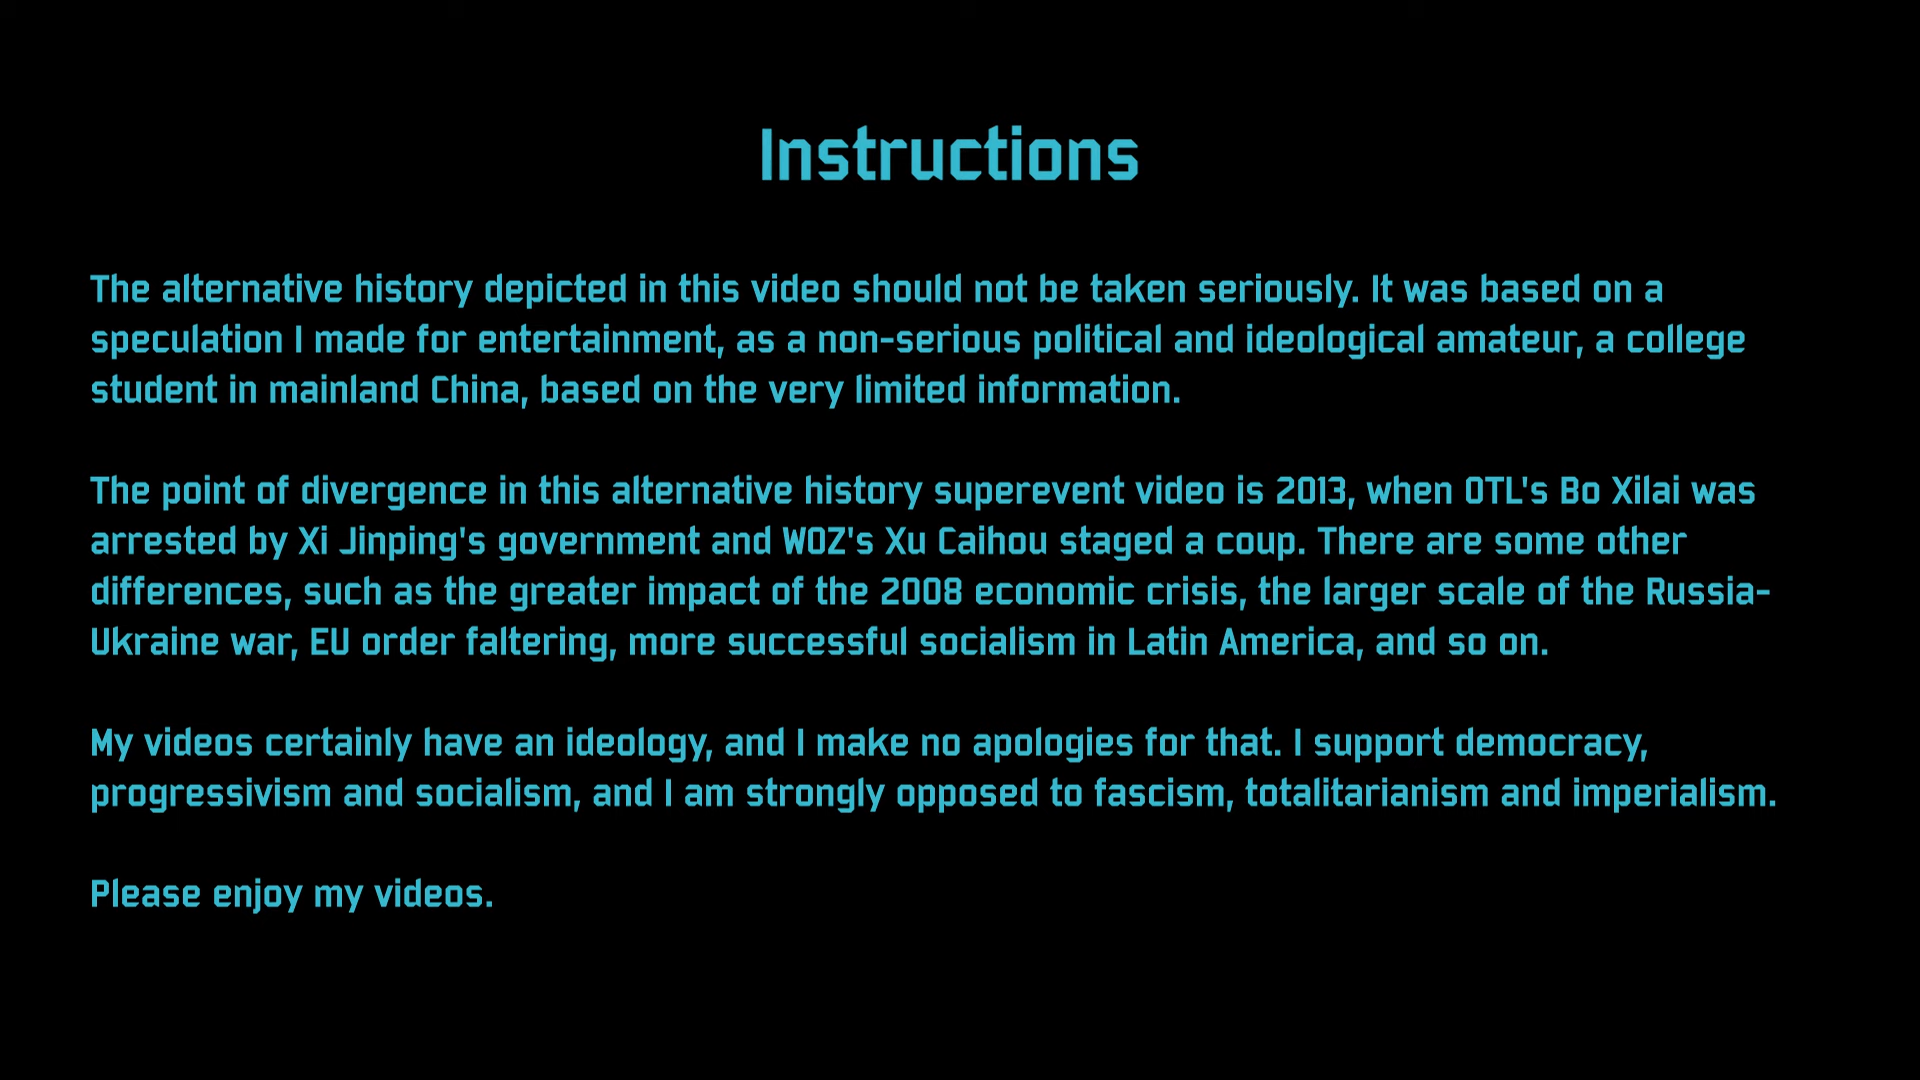 Instructions
The alternative history depicted in this video should not be taken seriously. It was based on a
speculation I made for entertainment, as a non-serious political and ideological amateur, a college
student in mainland China, based on the very limited information.
The point of divergence in this alternative history superevent video is 2013, when OTL's Bo Xilai was
arrested by Xi Jinping's government and WOZ's Xu Caihou staged a coup. There are some other
differences, such as the greater impact of the 2008 economic crisis, the larger scale of the Russia-
Ukraine war, EU order faltering, more successful socialism in Latin America, and so on.
My videos certainly have an ideology, and I make no apologies for that. I support democracy,
progressivism and socialism, and I am strongly opposed to fascism, totalitarianism and imperialism.
Please enjoy my videos.